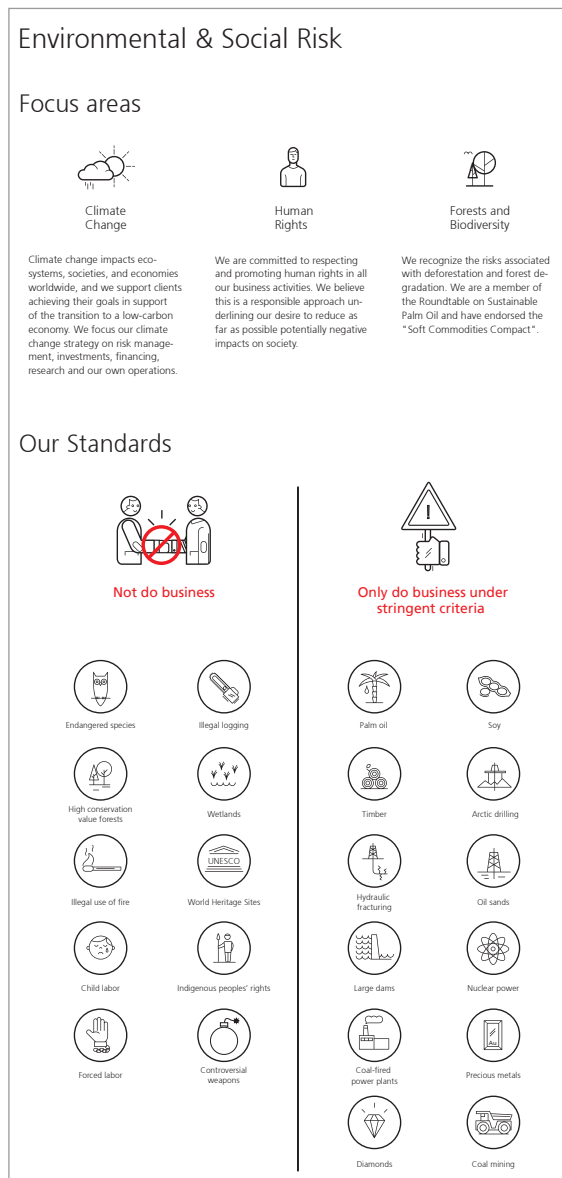 Environmental & Social Risk
Focus areas
Climate
Change
Human
Rights
Forests and
Biodiversity
Climate change impacts eco-
systems, societies, and economies
worldwide, and we support clients
achieving their goals in support
of the transition to a low-carbon
economy. We focus our climate
change strategy on risk manage-
ment, investments, financing,
research and our own operations.
We are committed to respecting
and promoting human rights in all
our business activities. We believe
this is a responsible approach un-
derlining our desire to reduce as
far as possible potentially negative
impacts on society.
We recognize the risks associated
with deforestation and forest de-
gradation. We are a member of
the Roundtable on Sustainable
Palm Oil and have endorsed the
"Soft Commodities Compact".
Our Standards
!
!
Not do business
Only do business under
stringent criteria
Endangered species
Illegal logging
High conservation
value forests
Wetlands
Illegal use of fire
UNESCO
World Heritage Sites
Child labor
Indigenous peoples' rights
Forced labor
Controversial
weapons
Palm oil
Soy
Timber
Arctic drilling
Hydraulic
fracturing
Oil sands
Large dams
Nuclear power
Coal-fired
power plants
Au
Precious metals
Diamonds
Coal mining